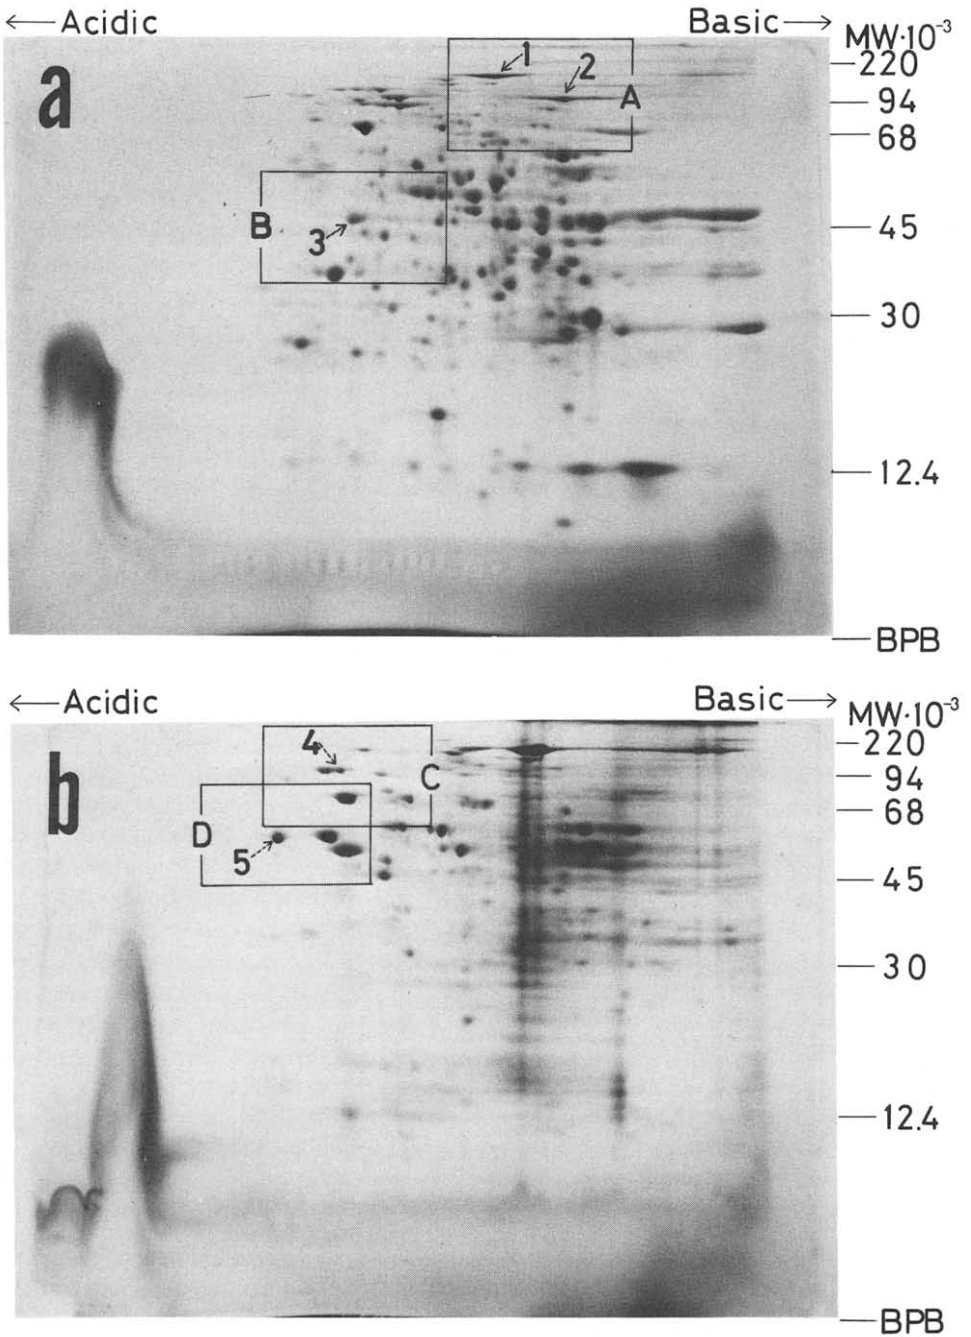 ←Acidic Basic→
MW·10⁻³
a
1
2
A
220
94
68
B
3
45
30
12.4
BPB
←Acidic Basic→
MW·10⁻³
b
4
C
220
94
68
D
5
45
30
12.4
BPB